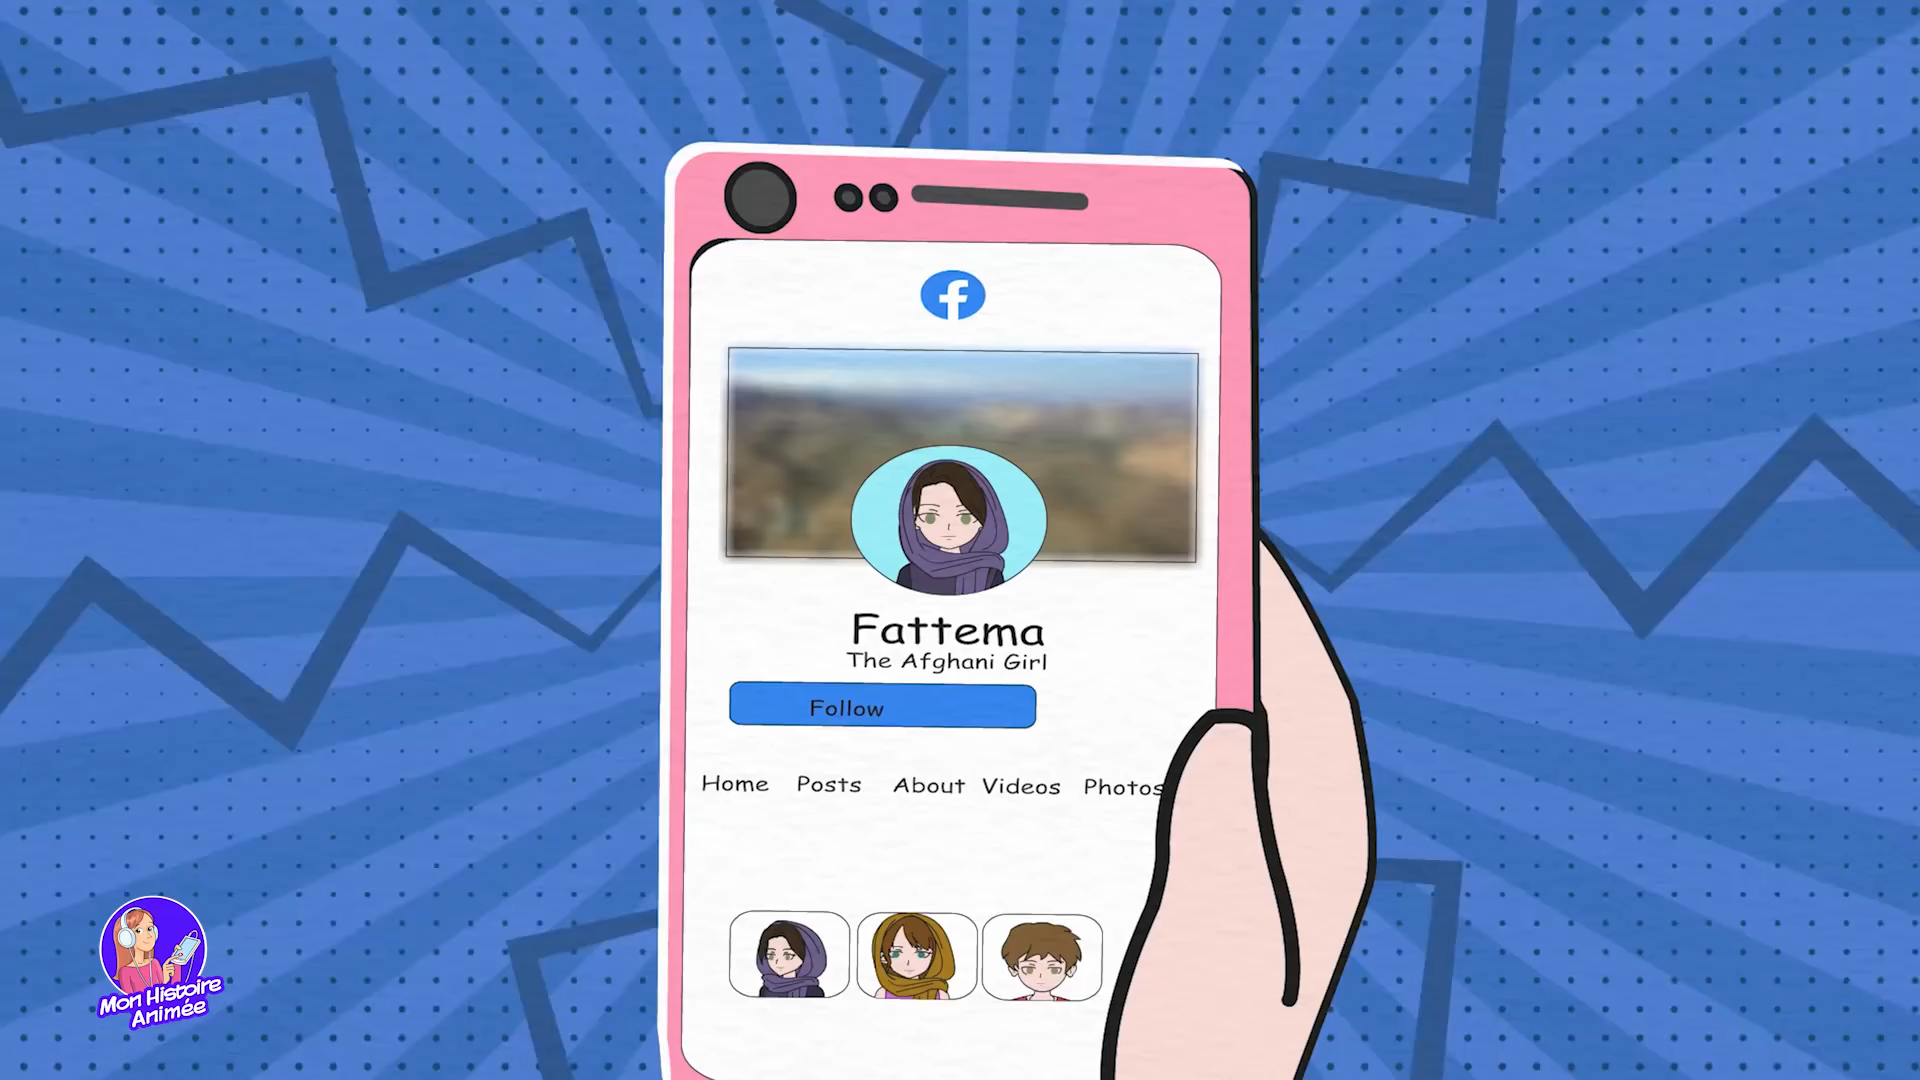 Fattema
The Afghani Girl
Follow
Home Posts About Videos Photos
Mon Histoire
Animée